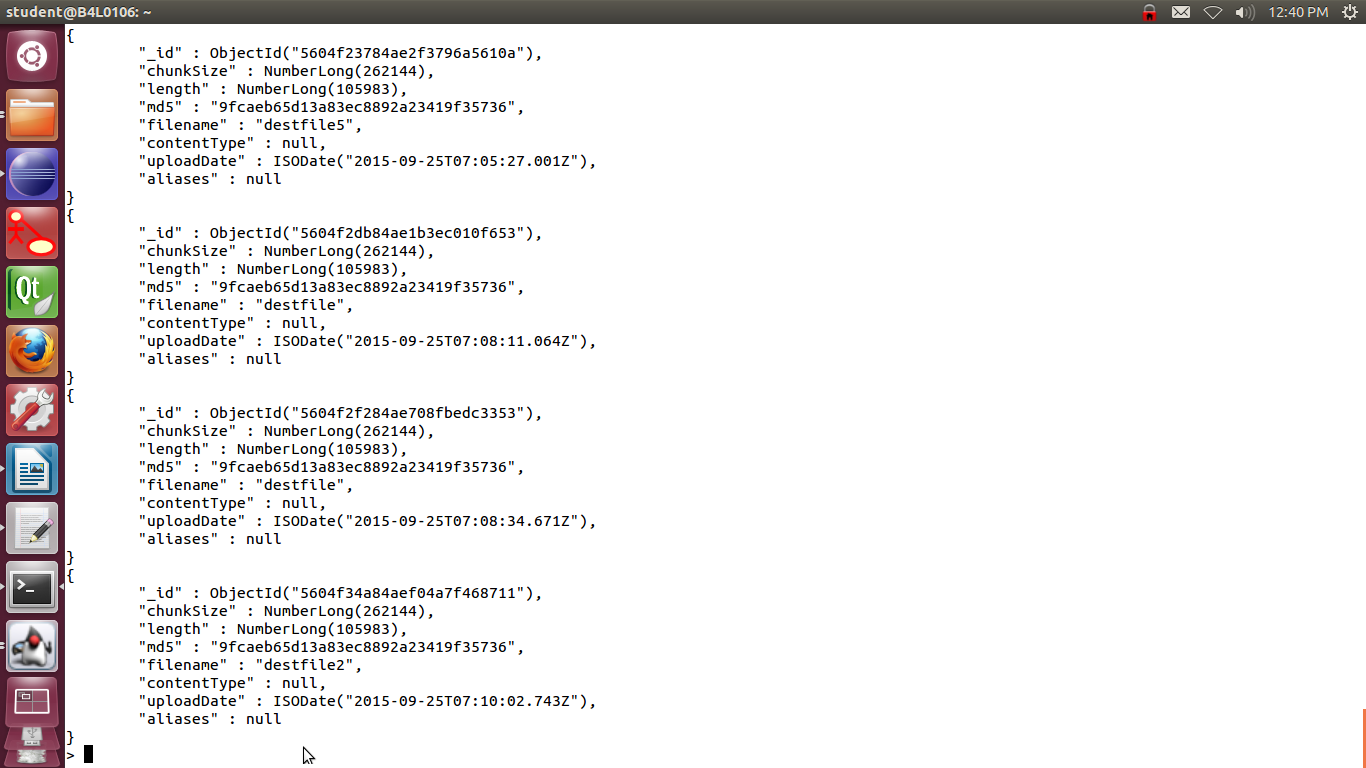 student@B4L0106: ~
12:40 PM
{
"_id" : ObjectId("5604f23784ae2f3796a5610a"),
"chunkSize" : NumberLong(262144),
"length" : NumberLong(105983),
"md5" : "9fcaeb65d13a83ec8892a23419f35736",
"filename" : "destfile5",
"contentType" : null,
"uploadDate" : ISODate("2015-09-25T07:05:27.001Z"),
"aliases" : null
}
{
"_id" : ObjectId("5604f2db84ae1b3ec010f653"),
"chunkSize" : NumberLong(262144),
"length" : NumberLong(105983),
"md5" : "9fcaeb65d13a83ec8892a23419f35736",
"filename" : "destfile",
"contentType" : null,
"uploadDate" : ISODate("2015-09-25T07:08:11.064Z"),
"aliases" : null
}
{
"_id" : ObjectId("5604f2f284ae708fbedc3353"),
"chunkSize" : NumberLong(262144),
"length" : NumberLong(105983),
"md5" : "9fcaeb65d13a83ec8892a23419f35736",
"filename" : "destfile",
"contentType" : null,
"uploadDate" : ISODate("2015-09-25T07:08:34.671Z"),
"aliases" : null
}
{
"_id" : ObjectId("5604f34a84aef04a7f468711"),
"chunkSize" : NumberLong(262144),
"length" : NumberLong(105983),
"md5" : "9fcaeb65d13a83ec8892a23419f35736",
"filename" : "destfile2",
"contentType" : null,
"uploadDate" : ISODate("2015-09-25T07:10:02.743Z"),
"aliases" : null
}
>
Qt
>_